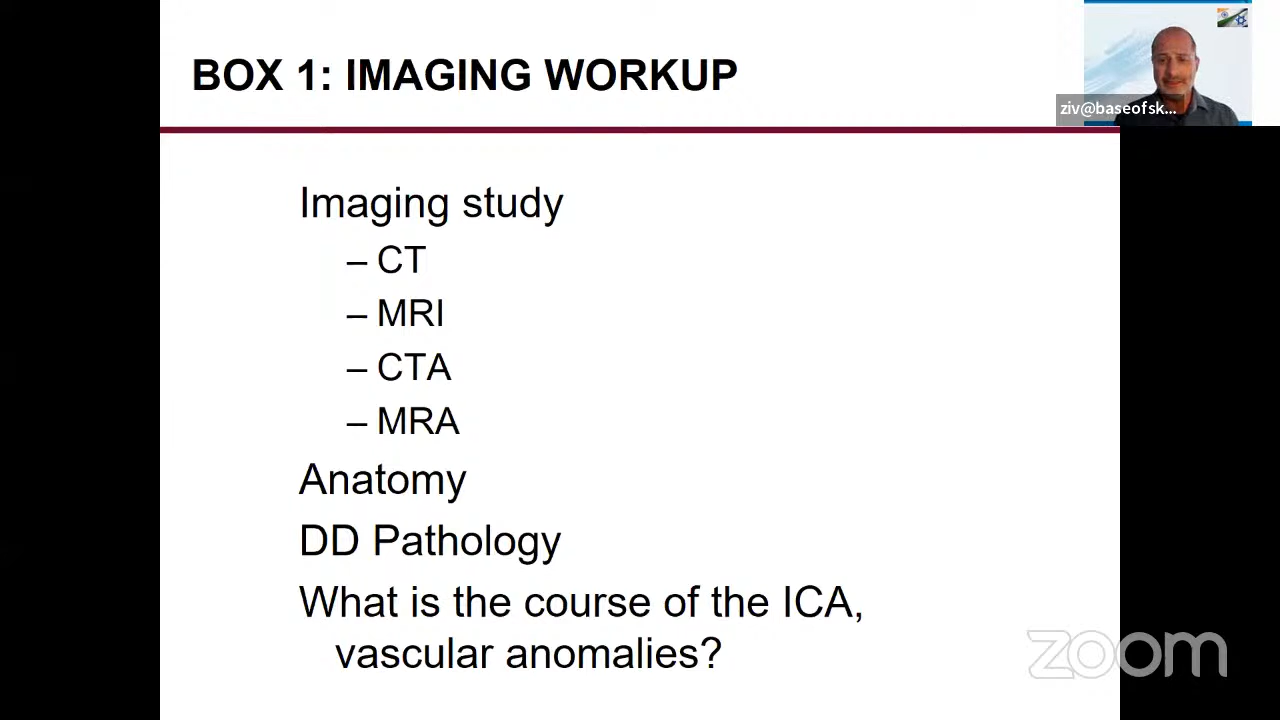 BOX 1: IMAGING WORKUP
ziv@baseofsk...
Imaging study
– CT
– MRI
– CTA
– MRA
Anatomy
DD Pathology
What is the course of the ICA,
vascular anomalies?
zoom